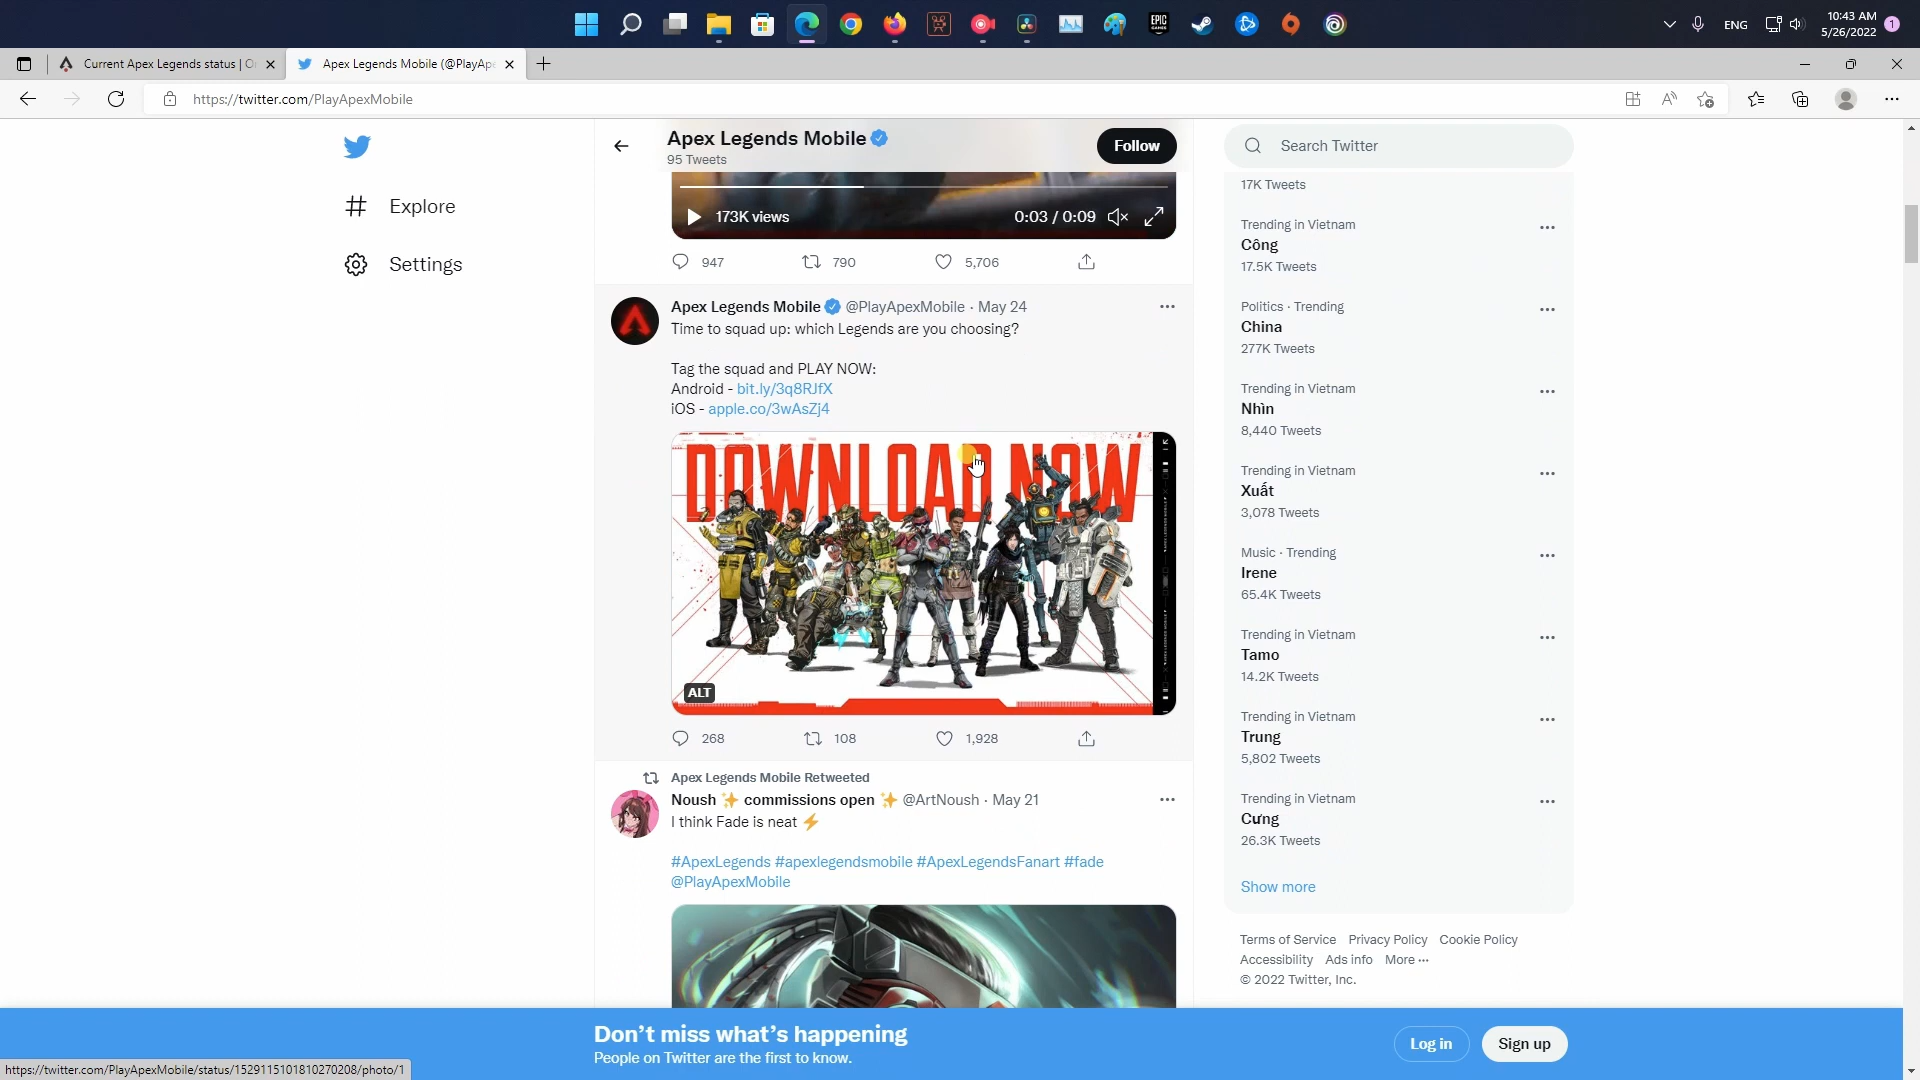 EPIC GAMES
ENG
10:43 AM
5/26/2022
1
Current Apex Legends status | O
Apex Legends Mobile (@PlayApe
https://twitter.com/PlayApexMobile
Explore
Settings
Apex Legends Mobile
95 Tweets
Follow
173K views
0:03 / 0:09
947
790
5,706
Apex Legends Mobile @PlayApexMobile · May 24
Time to squad up: which Legends are you choosing?
Tag the squad and PLAY NOW:
Android - bit.ly/3q8RJfX
iOS - apple.co/3wAsZj4
DOWNLOAD NOW
ALT
268
108
1,928
Apex Legends Mobile Retweeted
Noush ✨ commissions open ✨ @ArtNoush · May 21
I think Fade is neat ⚡
#ApexLegends #apexlegendsmobile #ApexLegendsFanart #fade
@PlayApexMobile
Search Twitter
17K Tweets
Trending in Vietnam
Công
17.5K Tweets
Politics · Trending
China
277K Tweets
Trending in Vietnam
Nhìn
8,440 Tweets
Trending in Vietnam
Xuất
3,078 Tweets
Music · Trending
Irene
65.4K Tweets
Trending in Vietnam
Tamo
14.2K Tweets
Trending in Vietnam
Trung
5,802 Tweets
Trending in Vietnam
Cưng
26.3K Tweets
Show more
Terms of Service Privacy Policy Cookie Policy
Accessibility Ads info More ···
© 2022 Twitter, Inc.
Don’t miss what’s happening
People on Twitter are the first to know.
Log in
Sign up
https://twitter.com/PlayApexMobile/status/1529115101810270208/photo/1